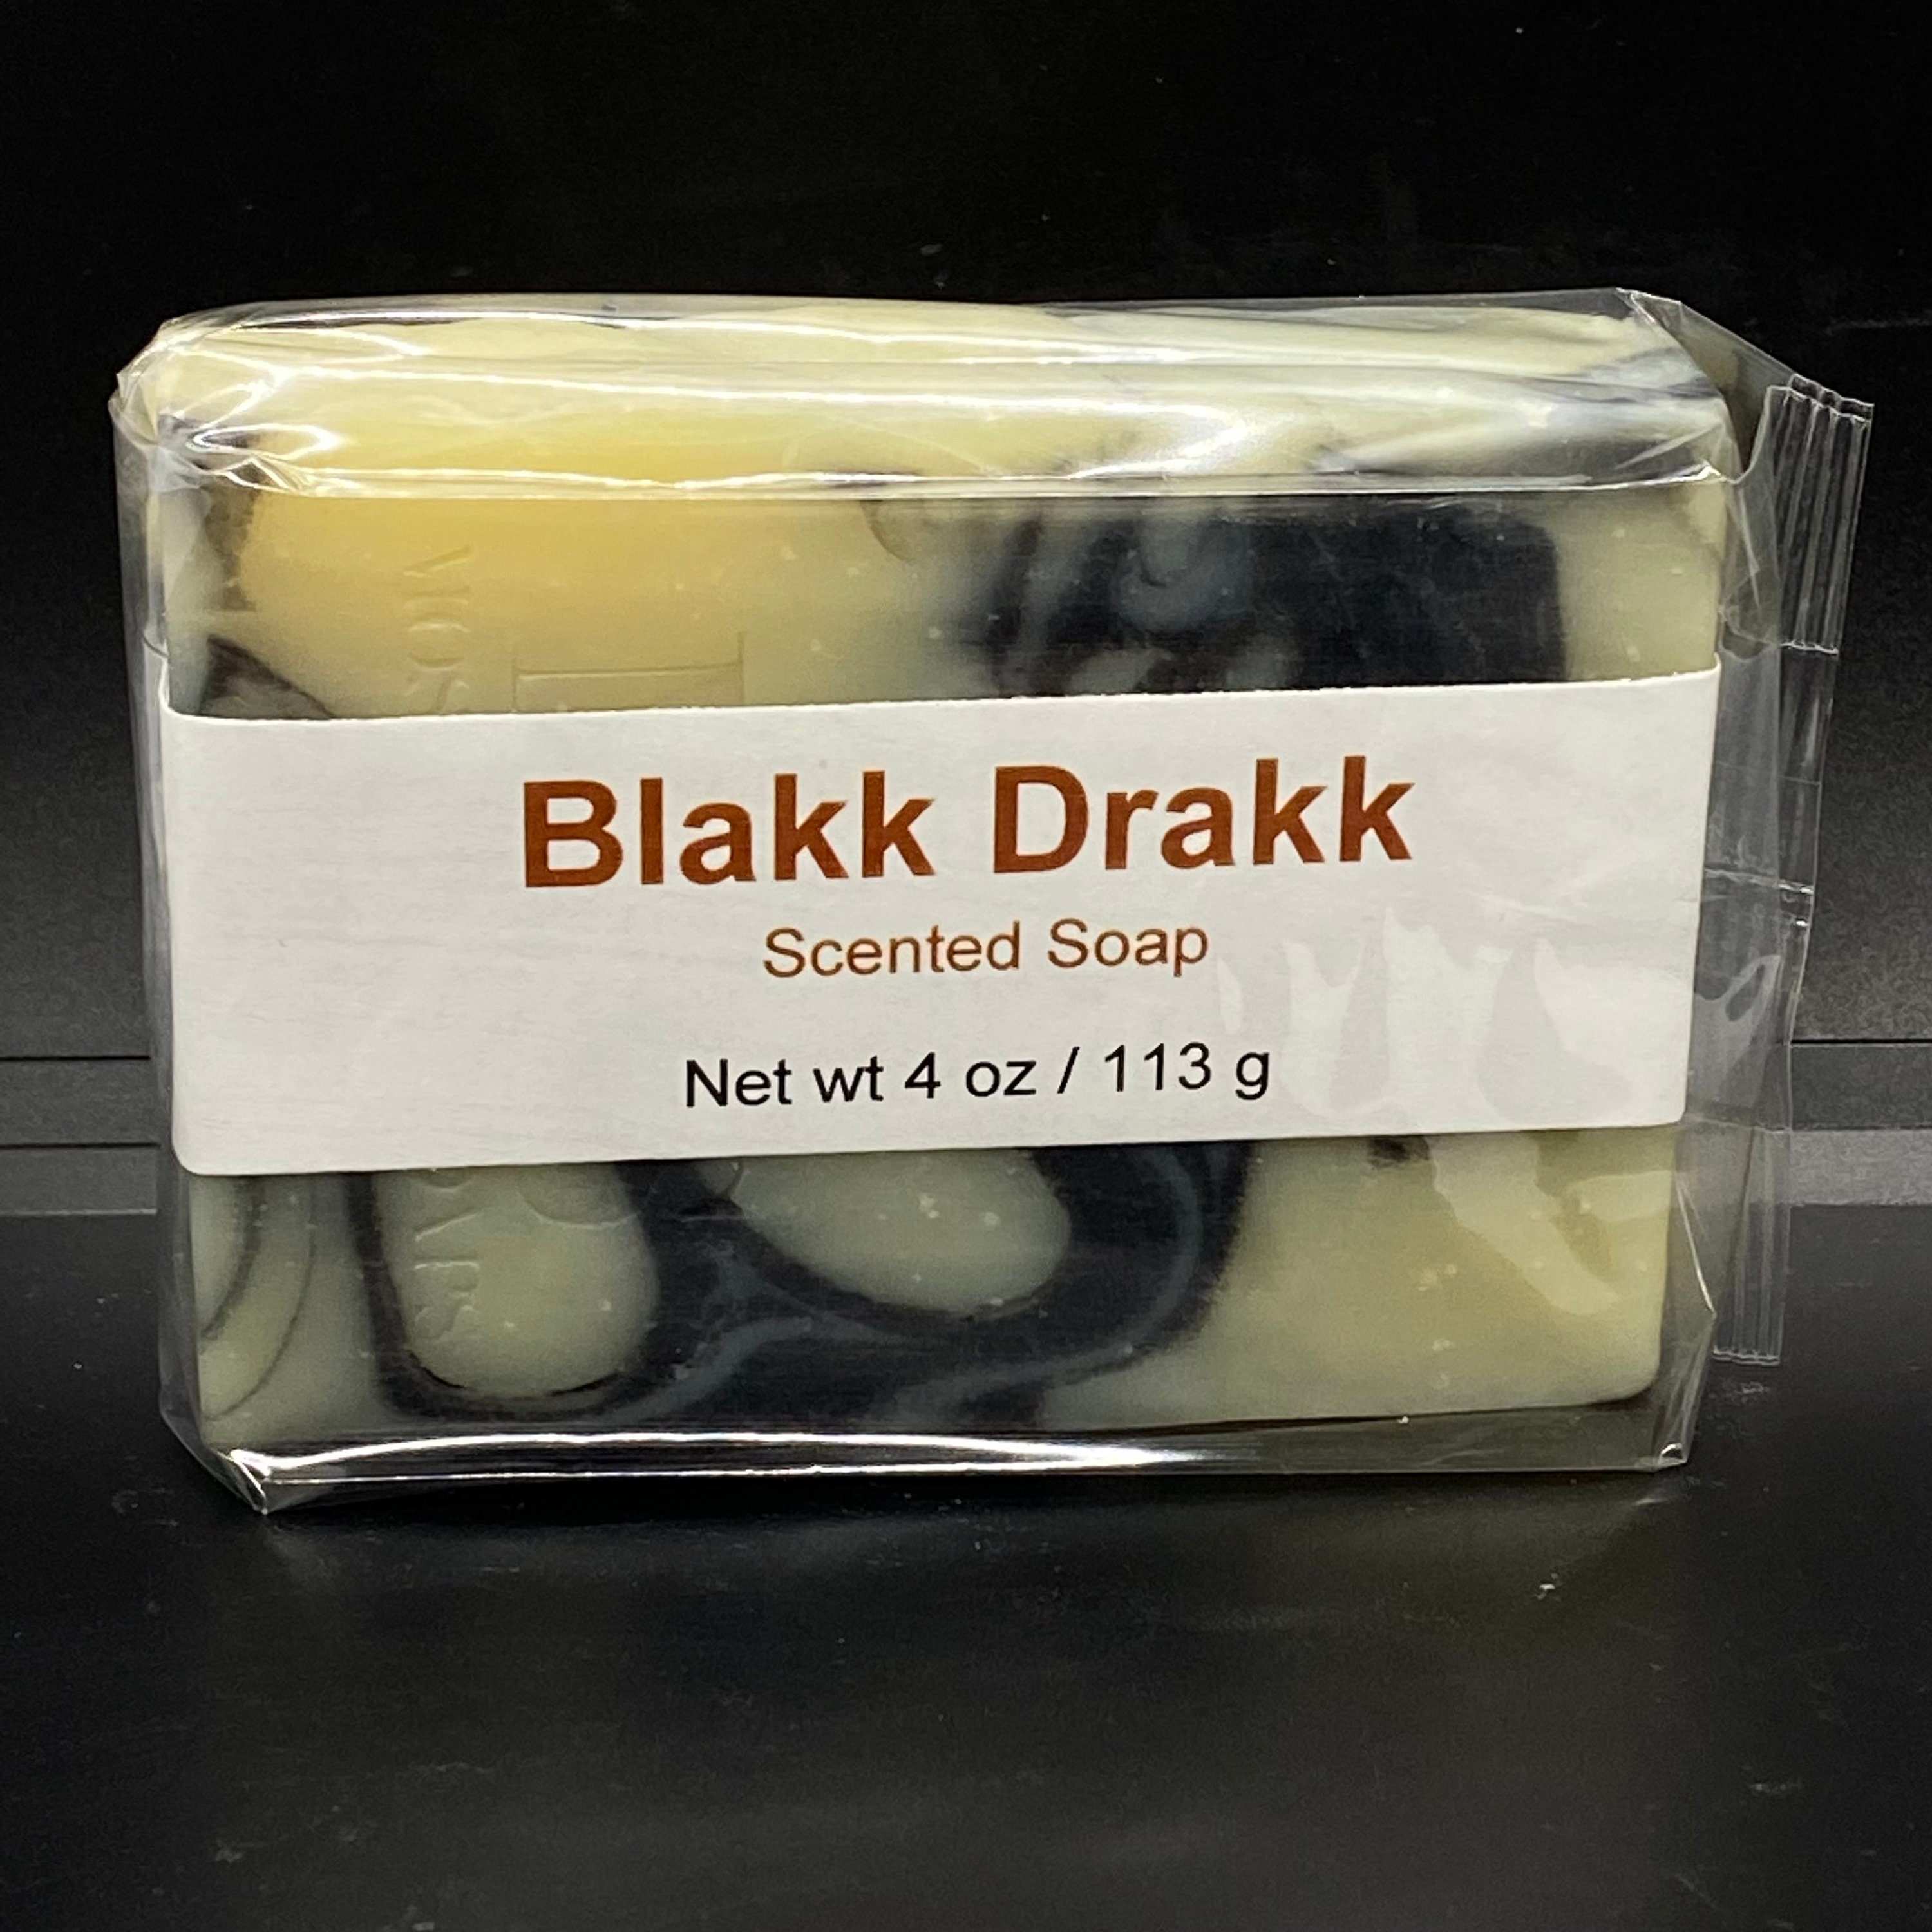 Blakk Drakk
Scented Soap
Net wt 4 oz / 113 g